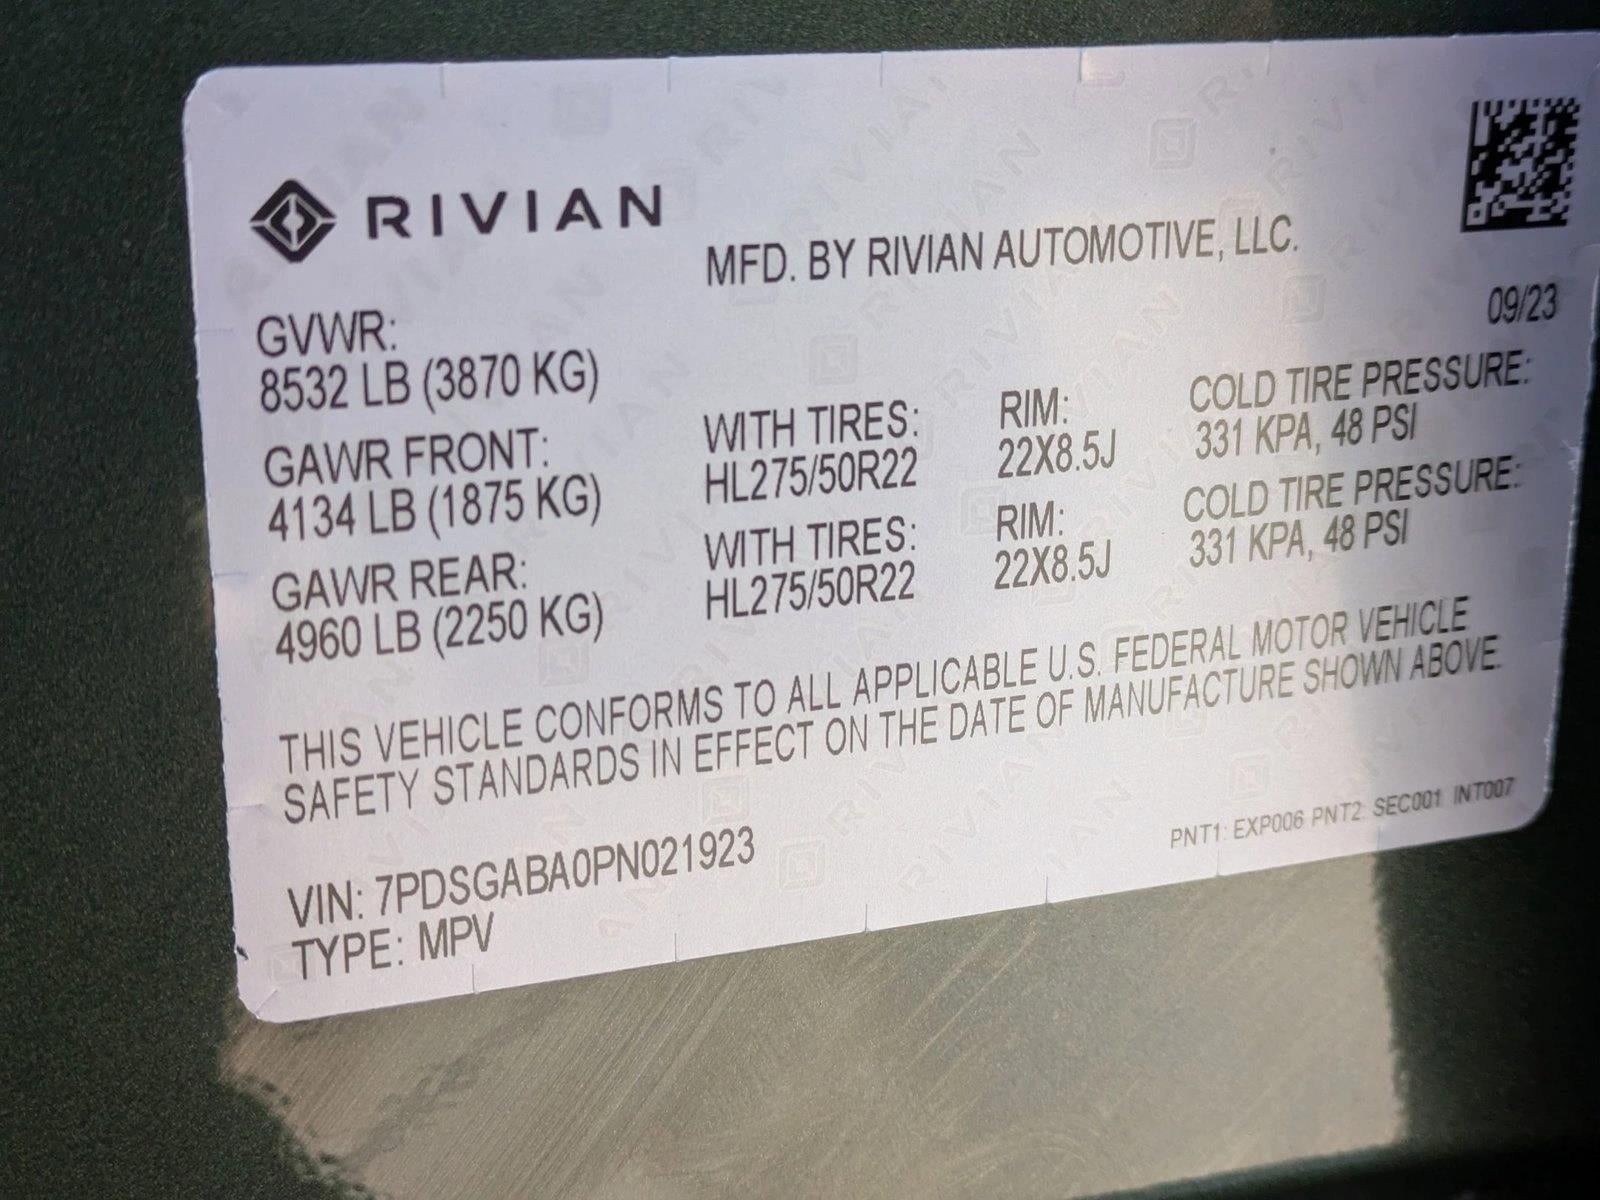 RIVIAN
MFD. BY RIVIAN AUTOMOTIVE, LLC.
09/23
GVWR:
8532 LB (3870 KG)
GAWR FRONT:
4134 LB (1875 KG)
WITH TIRES:
HL275/50R22
RIM:
22X8.5J
COLD TIRE PRESSURE:
331 KPA, 48 PSI
GAWR REAR:
4960 LB (2250 KG)
WITH TIRES:
HL275/50R22
RIM:
22X8.5J
COLD TIRE PRESSURE:
331 KPA, 48 PSI
THIS VEHICLE CONFORMS TO ALL APPLICABLE U.S. FEDERAL MOTOR VEHICLE
SAFETY STANDARDS IN EFFECT ON THE DATE OF MANUFACTURE SHOWN ABOVE.
VIN: 7PDSGABA0PN021923
TYPE: MPV
PNT1: EXP006 PNT2: SEC001 INT007